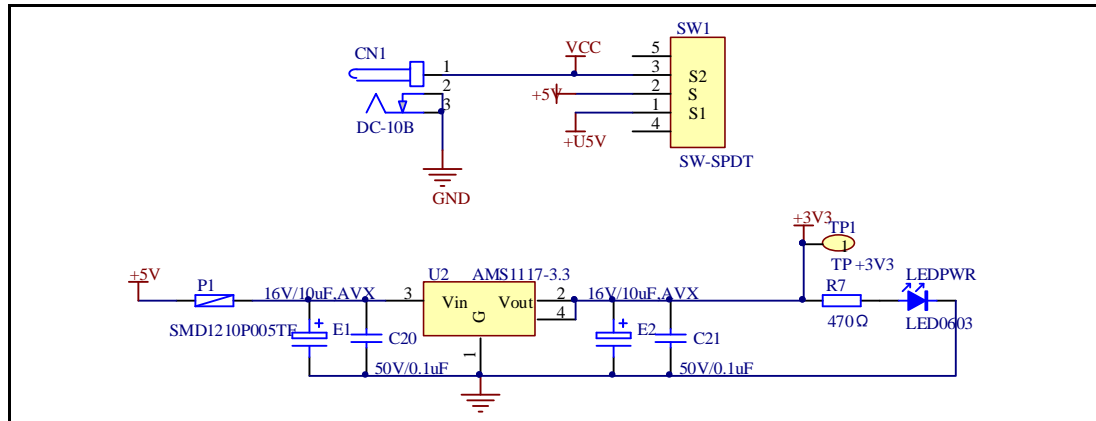 SW1
VCC
5
CN1
1
3
S2
2
+5V
2
S
3
1
S1
DC-10B
4
+U5V
SW-SPDT
GND
+3V3
TP1
1
+5V
U2
AMS1117-3.3
TP +3V3
LEDPWR
P1
16V/10uF,AVX
3
Vin
Vout
2
16V/10uF,AVX
R7
G
4
SMD1210P005TF
E1
C20
E2
C21
470Ω
LED0603
1
50V/0.1uF
50V/0.1uF